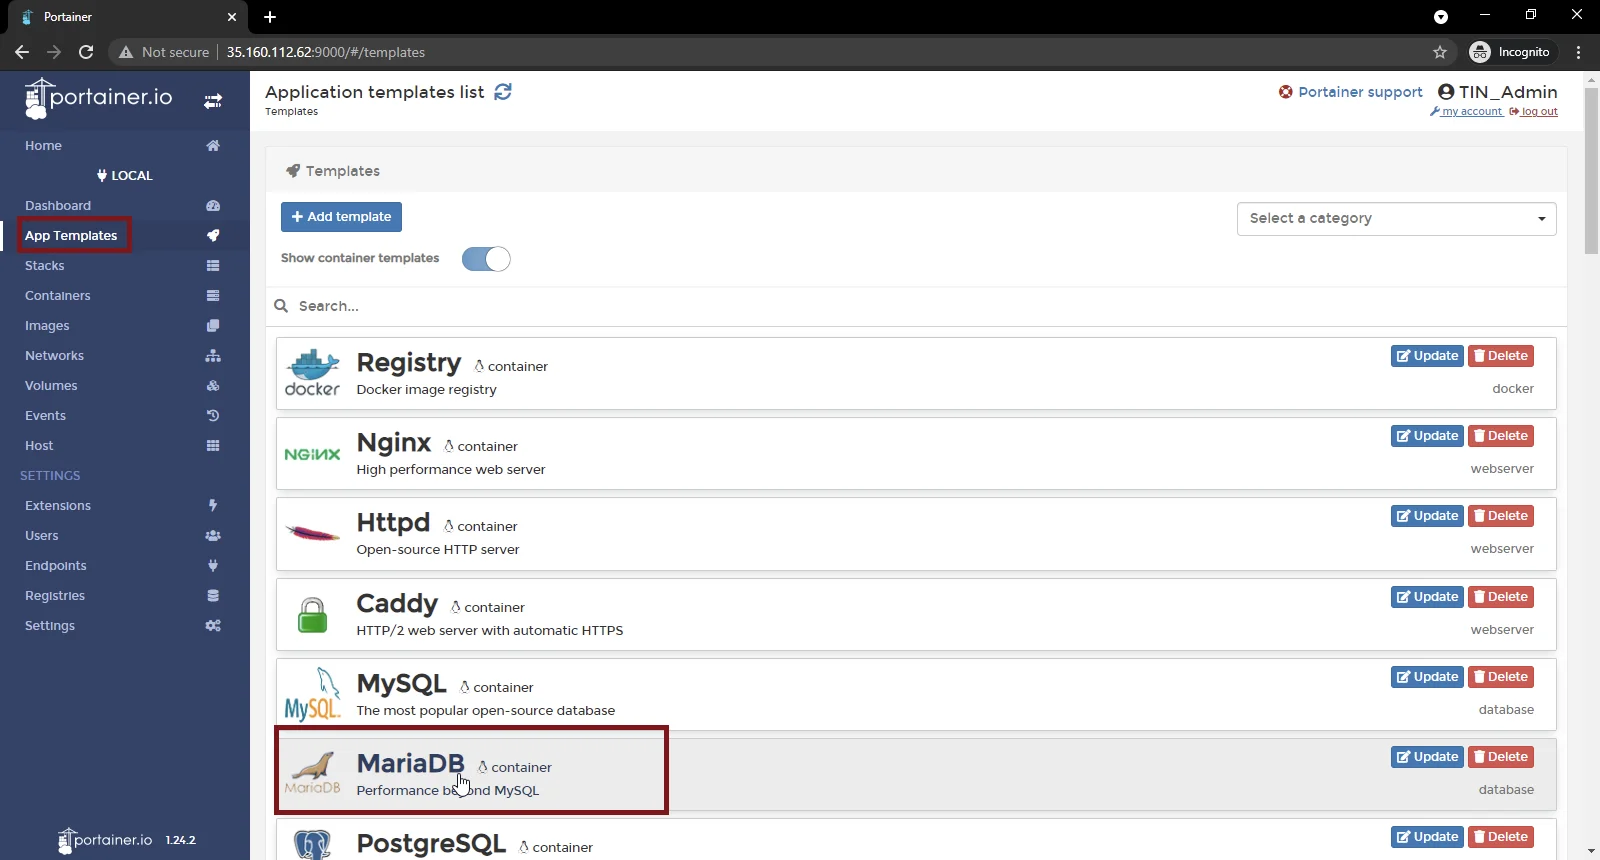 Portainer
Not secure
35.160.112.62:9000/#/templates
Incognito
portainer.io
Home
LOCAL
Dashboard
App Templates
Stacks
Containers
Images
Networks
Volumes
Events
Host
SETTINGS
Extensions
Users
Endpoints
Registries
Settings
portainer.io 1.24.2
Application templates list
Templates
Portainer support
TIN_Admin
my account
log out
Templates
Add template
Select a category
Show container templates
Search...
Registry container
Docker image registry
docker
Update
Delete
docker
Nginx container
High performance web server
NGINX
Update
Delete
webserver
Httpd container
Open-source HTTP server
Update
Delete
webserver
Caddy container
HTTP/2 web server with automatic HTTPS
Update
Delete
webserver
MySQL container
The most popular open-source database
MySQL
Update
Delete
database
MariaDB container
Performance beyond MySQL
MariaDB
Update
Delete
database
PostgreSQL container
Update
Delete